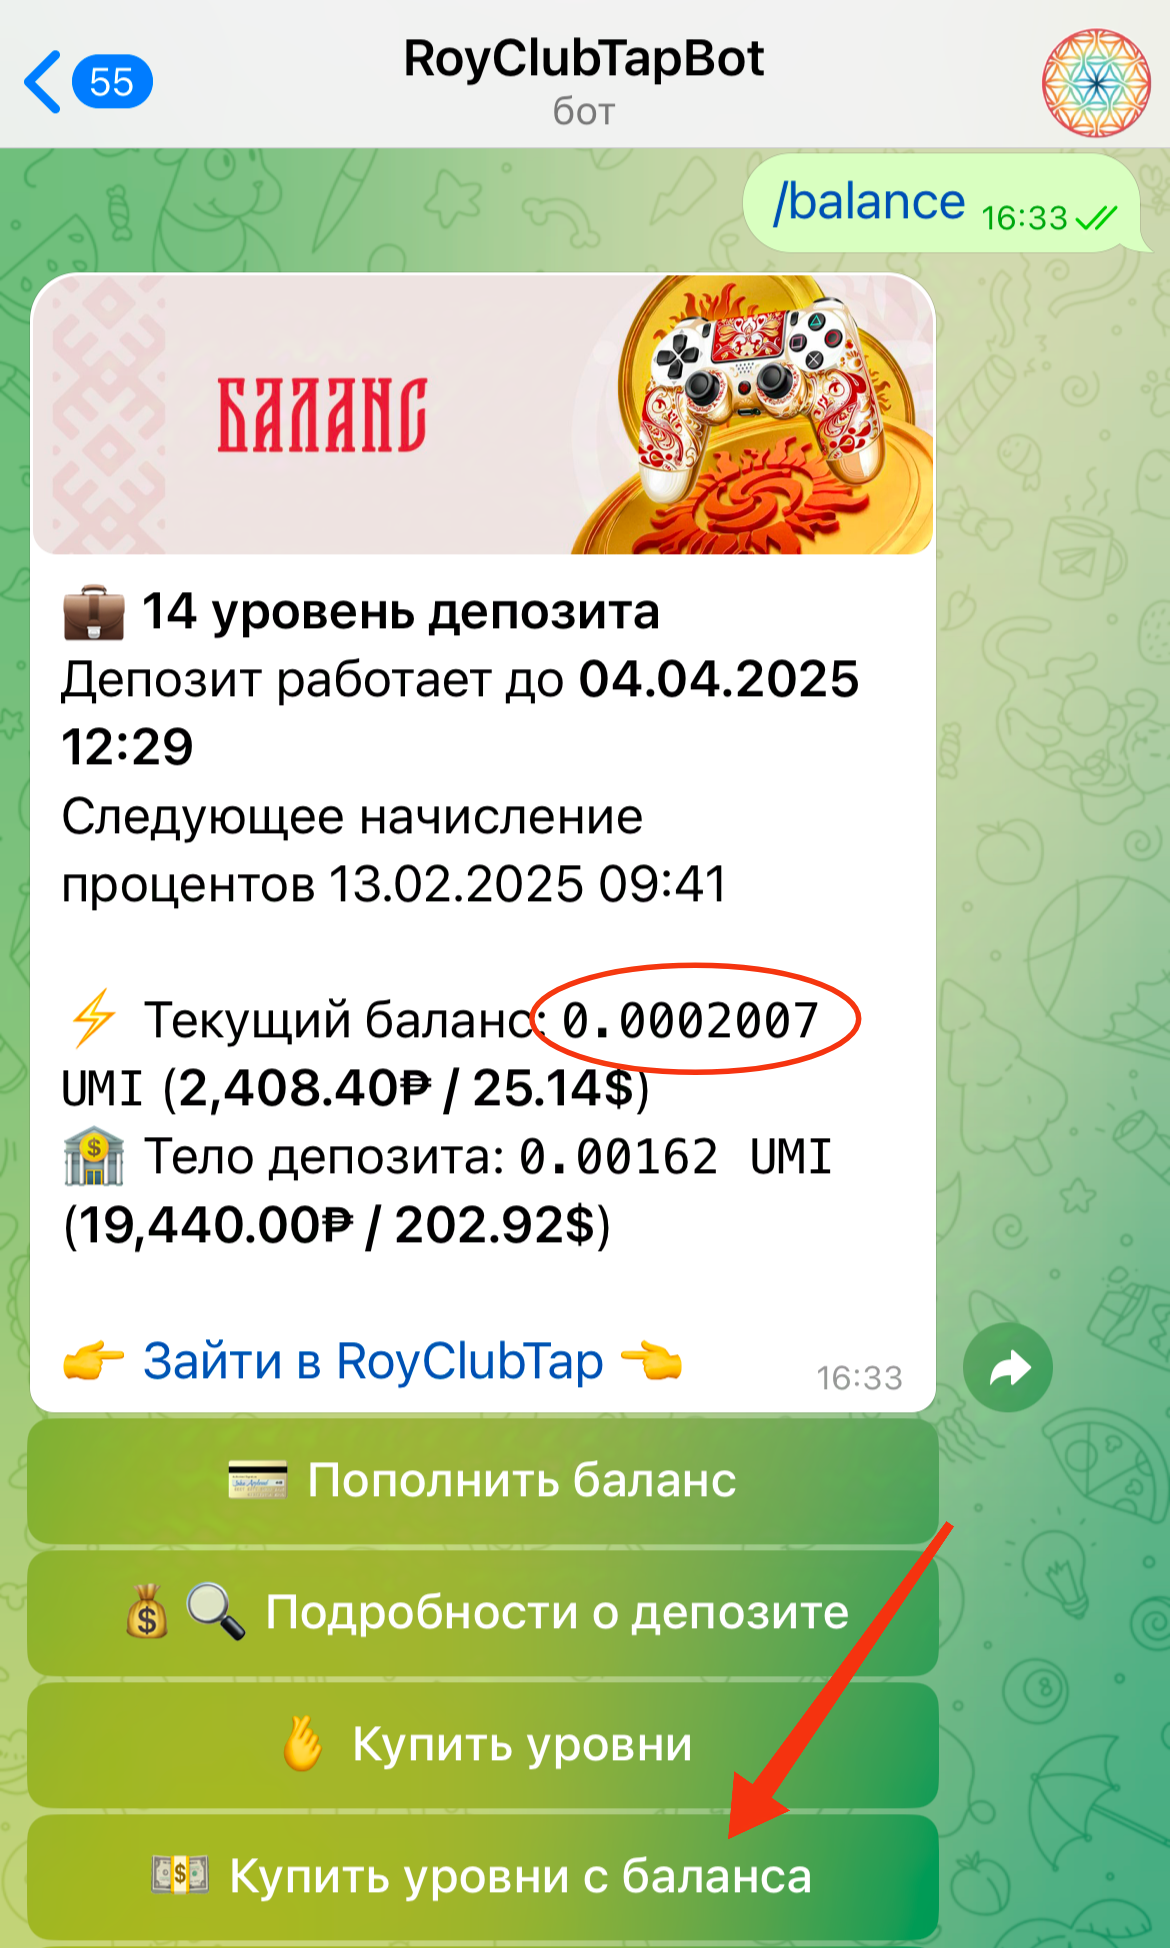 55
RoyClubTapBot
бот
/balance 16:33
БАЛАНС
14 уровень депозита
Депозит работает до 04.04.2025
12:29
Следующее начисление
процентов 13.02.2025 09:41
Текущий баланс: 0.0002007
UMI (2,408.40₱ / 25.14$)
Тело депозита: 0.00162 UMI
(19,440.00₱ / 202.92$)
Зайти в RoyClubTap
16:33
Пополнить баланс
Подробности о депозите
Купить уровни
Купить уровни с баланса